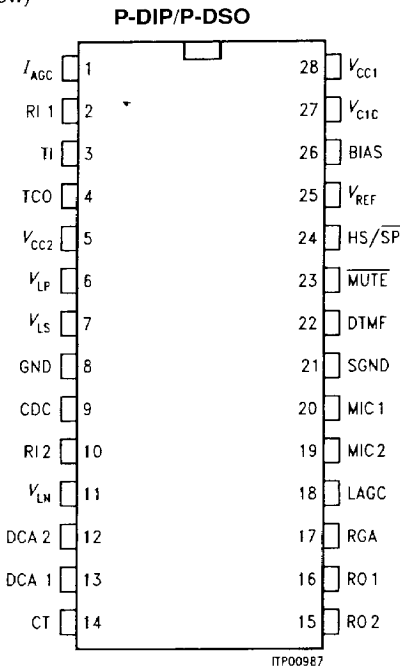 P-DIP/P-DSO
I_AGC 1 28 V_CC1
RI 1 2 27 V_C1C
TI 3 26 BIAS
TCO 4 25 V_REF
V_CC2 5 24 HS/S̅P̅
V_LP 6 23 M̅U̅T̅E̅
V_LS 7 22 DTMF
GND 8 21 SGND
CDC 9 20 MIC 1
RI 2 10 19 MIC 2
V_LN 11 18 LAGC
DCA 2 12 17 RGA
DCA 1 13 16 RO 1
CT 14 15 RO 2
ITP00987